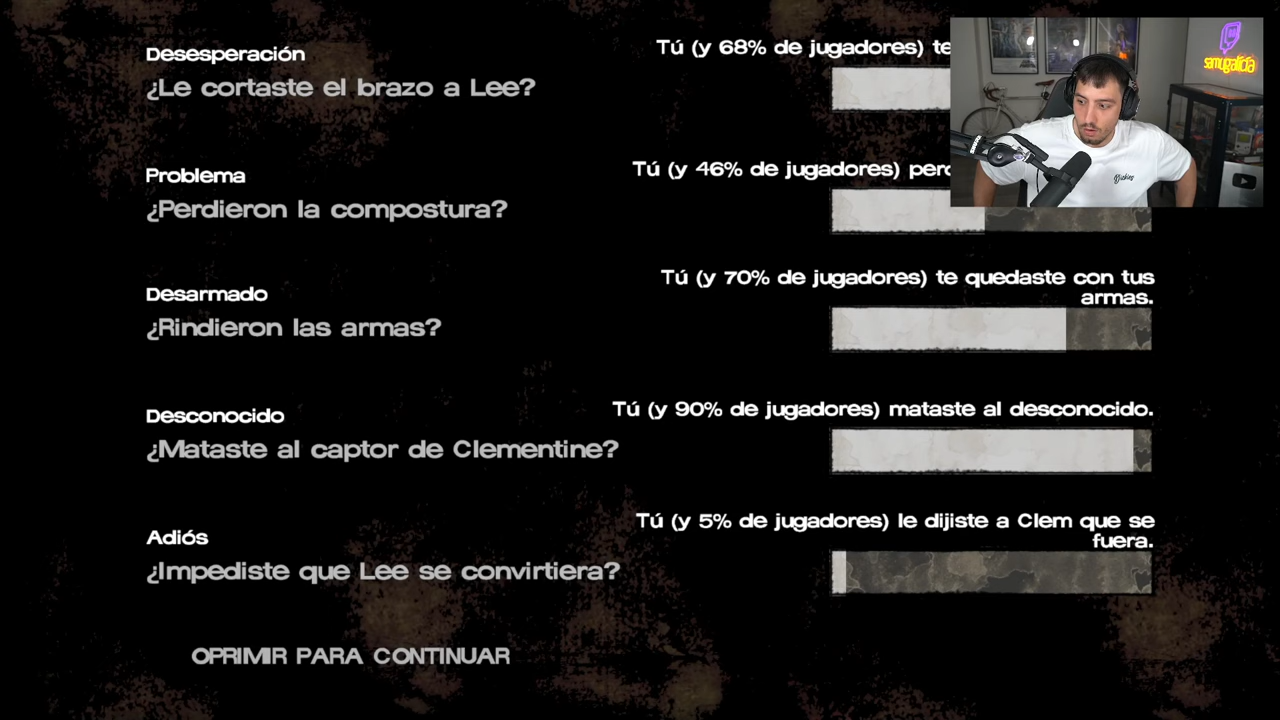 Desesperación
Tú (y 68% de jugadores) te
¿Le cortaste el brazo a Lee?
Problema
Tú (y 46% de jugadores)
¿Perdieron la compostura?
Desarmado
Tú (y 70% de jugadores) te quedaste con tus
armas.
¿Rindieron las armas?
Desconocido
Tú (y 90% de jugadores) mataste al desconocido.
¿Mataste al captor de Clementine?
Adiós
Tú (y 5% de jugadores) le dijiste a Clem que se
fuera.
¿Impediste que Lee se convirtiera?
OPRIMIR PARA CONTINUAR
samugalicia
Dickies